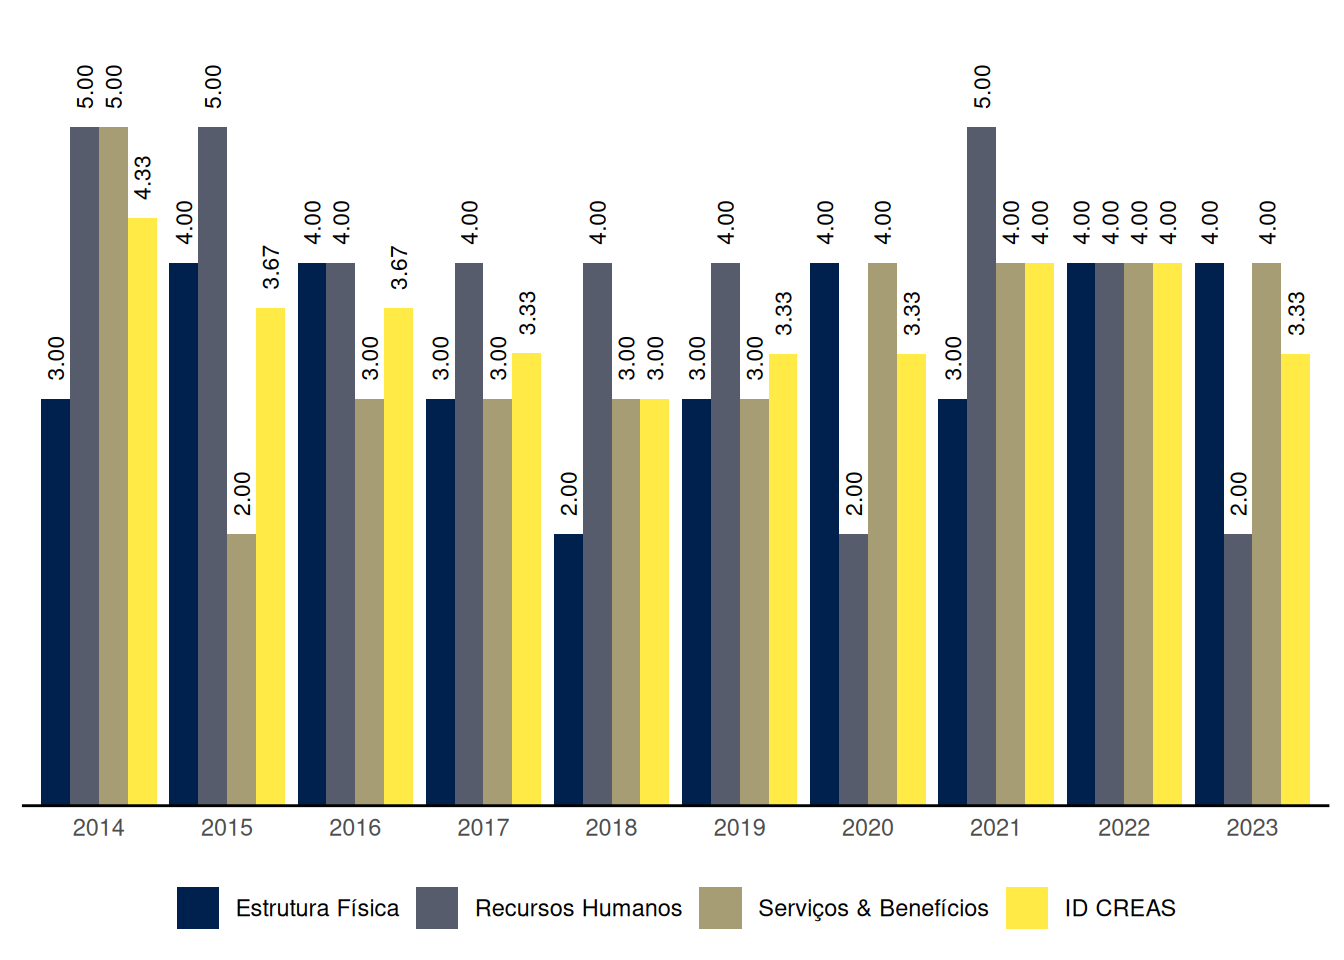 3.00 5.00 5.00 4.33 4.00 5.00 2.00 3.67 4.00 4.00 3.00 3.67 3.00 4.00 3.00 3.33 2.00 4.00 3.00 3.00 3.00 4.00 3.00 3.33 4.00 2.00 4.00 3.33 3.00 5.00 4.00 4.00 4.00 4.00 4.00 4.00 4.00 2.00 4.00 3.33
2014 2015 2016 2017 2018 2019 2020 2021 2022 2023
Estrutura Física Recursos Humanos Serviços & Benefícios ID CREAS